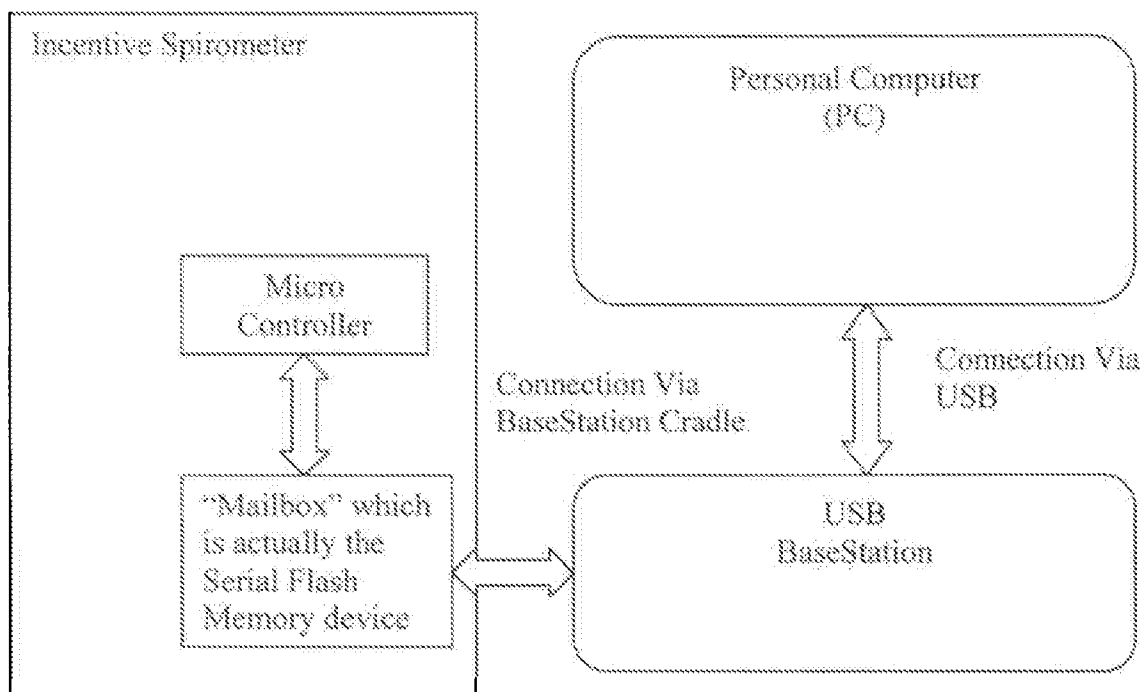 Incentive Spirometer
Personal Computer
(PC)
Micro
Controller
Connection Via
BaseStation Cradle
Connection Via
USB
"Mailbox" which
is actually the
Serial Flash
Memory device
USB
BaseStation